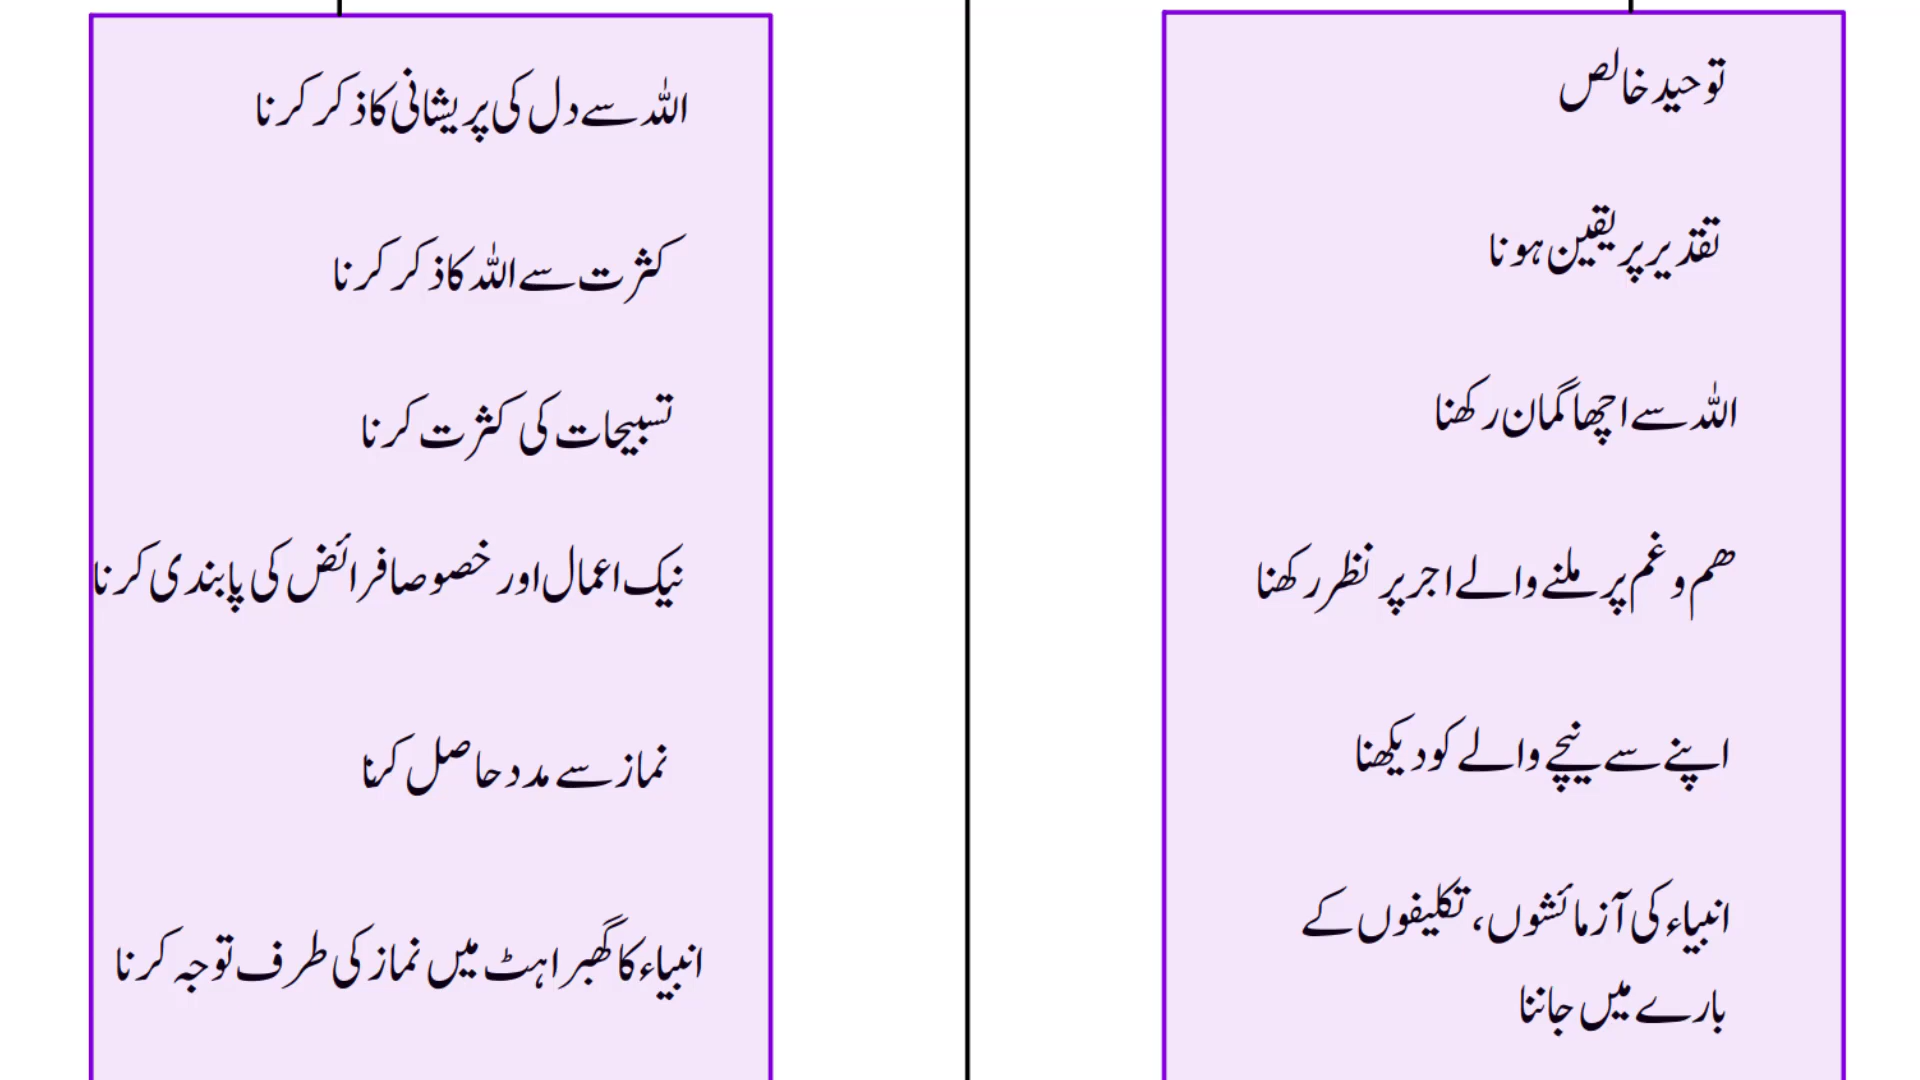 توحید خالص
تقدیر پر یقین ہونا
اللہ سے اچھا گمان رکھنا
ھم و غم پر ملنے والے اجر پر نظر رکھنا
اپنے سے نیچے والے کو دیکھنا
انبیاء کی آزمائشوں، تکلیفوں کے
بارے میں جاننا
اللہ سے دل کی پریشانی کا ذکر کرنا
کثرت سے اللہ کا ذکر کرنا
تسبیحات کی کثرت کرنا
نیک اعمال اور خصوصا فرائض کی پابندی کرنا
نماز سے مدد حاصل کرنا
انبیاء کا گھبراہٹ میں نماز کی طرف توجہ کرنا